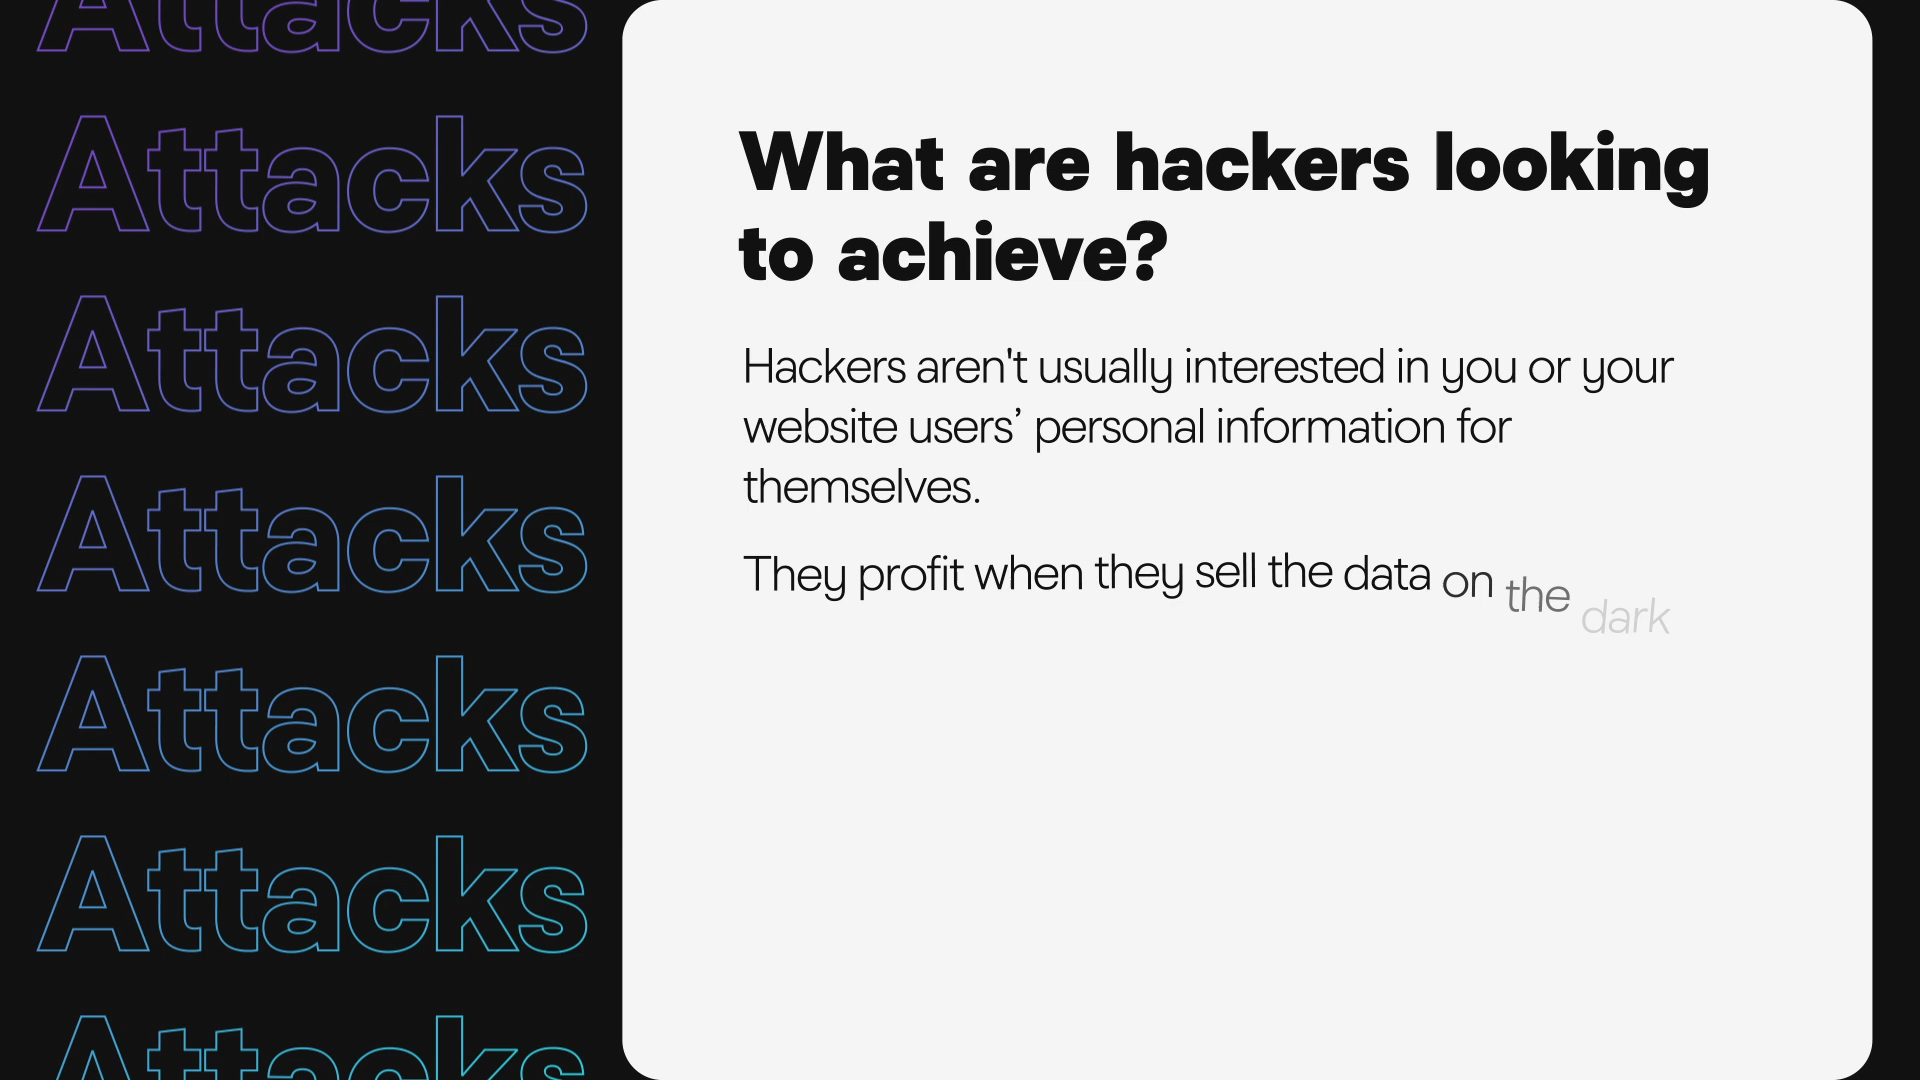 Attacks
Attacks
Attacks
Attacks
Attacks
Attacks
Attacks
What are hackers looking
to achieve?
Hackers aren't usually interested in you or your
website users’ personal information for
themselves.
They profit when they sell the data on the dark